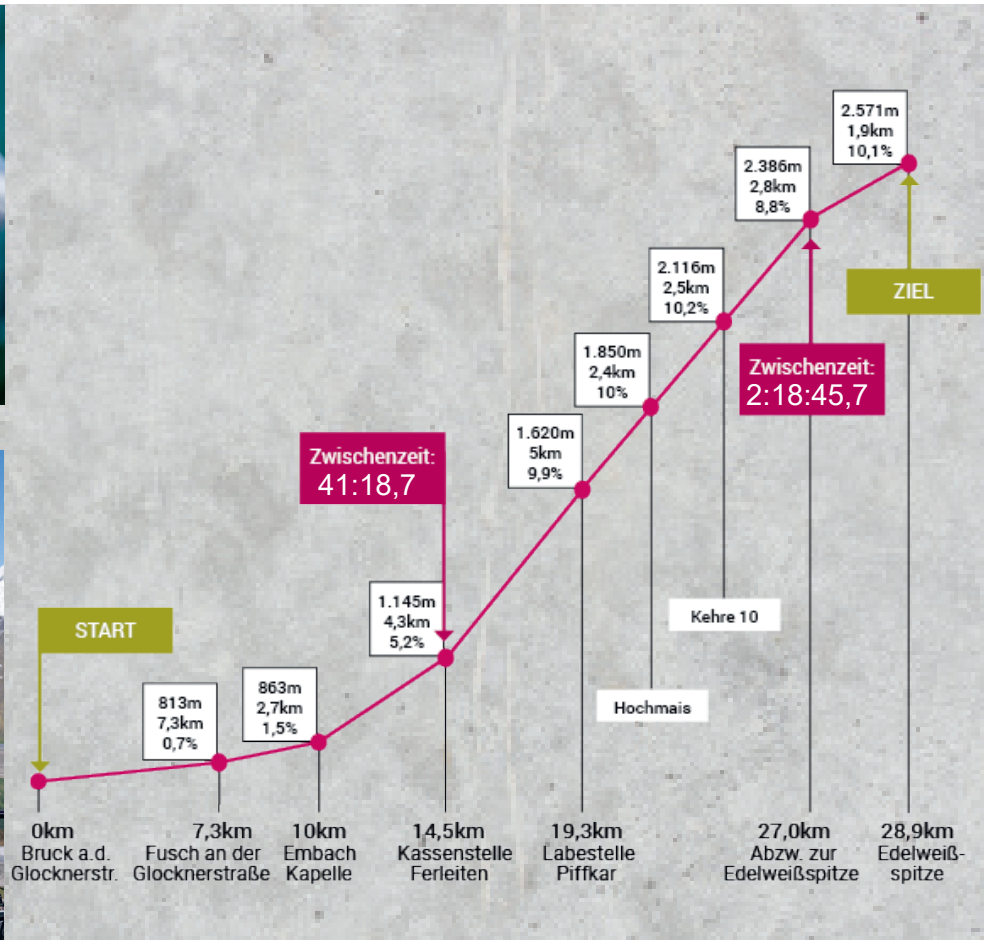 2.571m
1,9km
10,1%
2.386m
2,8km
8,8%
2.116m
2,5km
10,2%
ZIEL
1.850m
2,4km
10%
Zwischenzeit:
2:18:45,7
1.620m
5km
9,9%
Zwischenzeit:
41:18,7
1.145m
4,3km
5,2%
START
Kehre 10
863m
2,7km
1,5%
813m
7,3km
0,7%
Hochmais
0km
Bruck a.d.
Glocknerstr.
7,3km
Fusch an der
Glocknerstraße
10km
Embach
Kapelle
14,5km
Kassenstelle
Ferleiten
19,3km
Labestelle
Piffkar
27,0km
Abzw. zur
Edelweißspitze
28,9km
Edelweiß-
spitze